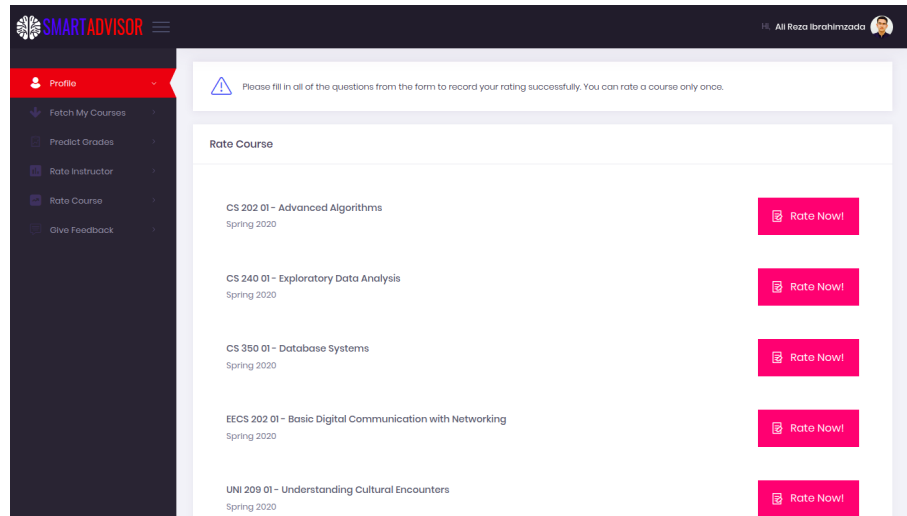 SMARTADVISOR
Hi, Ali Reza Ibrahimzada
Profile
Fetch My Courses
Predict Grades
Rate Instructor
Rate Course
Give Feedback
Please fill in all of the questions from the form to record your rating successfully. You can rate a course only once.
Rate Course
CS 202 01 - Advanced Algorithms
Spring 2020
Rate Now!
CS 240 01 - Exploratory Data Analysis
Spring 2020
Rate Now!
CS 350 01 - Database Systems
Spring 2020
Rate Now!
EECS 202 01 - Basic Digital Communication with Networking
Spring 2020
Rate Now!
UNI 209 01 - Understanding Cultural Encounters
Spring 2020
Rate Now!